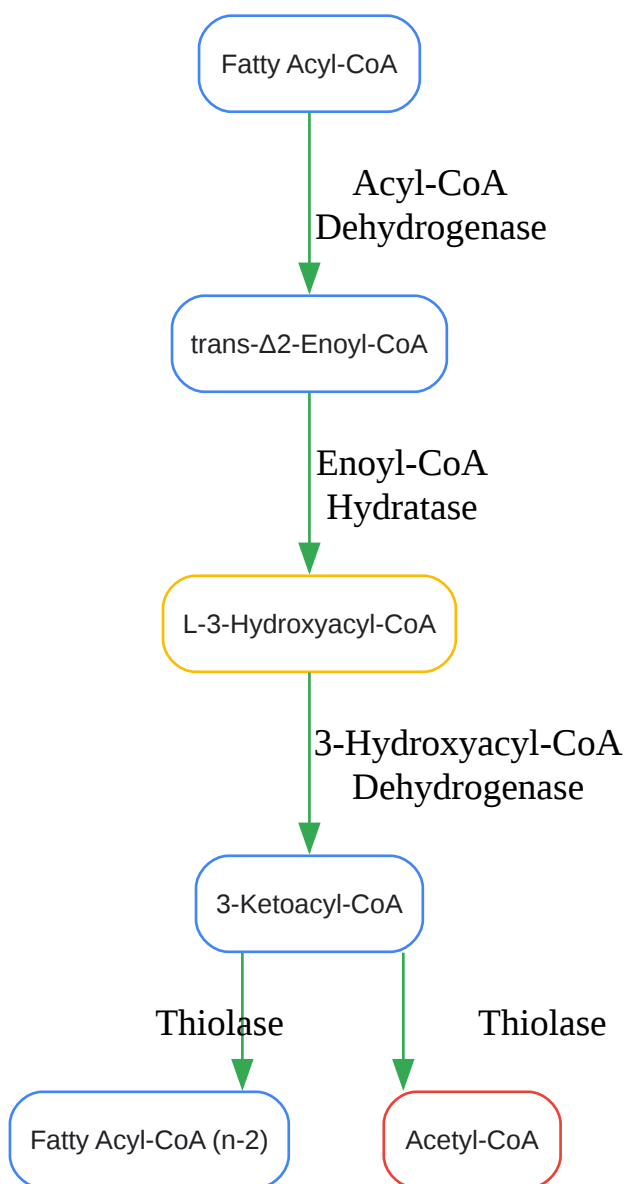 Fatty Acyl-CoA
Acyl-CoA
Dehydrogenase
trans-Δ2-Enoyl-CoA
Enoyl-CoA
Hydratase
L-3-Hydroxyacyl-CoA
3-Hydroxyacyl-CoA
Dehydrogenase
3-Ketoacyl-CoA
Thiolase
Thiolase
Fatty Acyl-CoA (n-2)
Acetyl-CoA